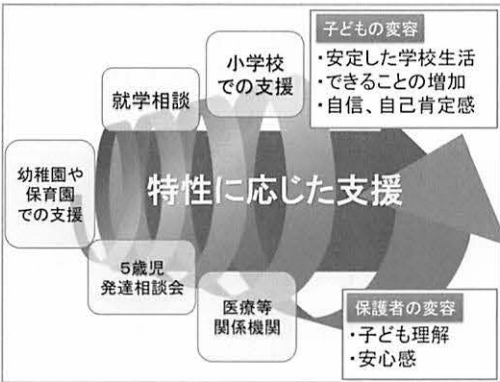 子どもの変容
・安定した学校生活
・できることの増加
・自信、自己肯定感
小学校
での支援
就学相談
幼稚園や
保育園
での支援
特性に応じた支援
5歳児
発達相談会
医療等
関係機関
保護者の変容
・子ども理解
・安心感